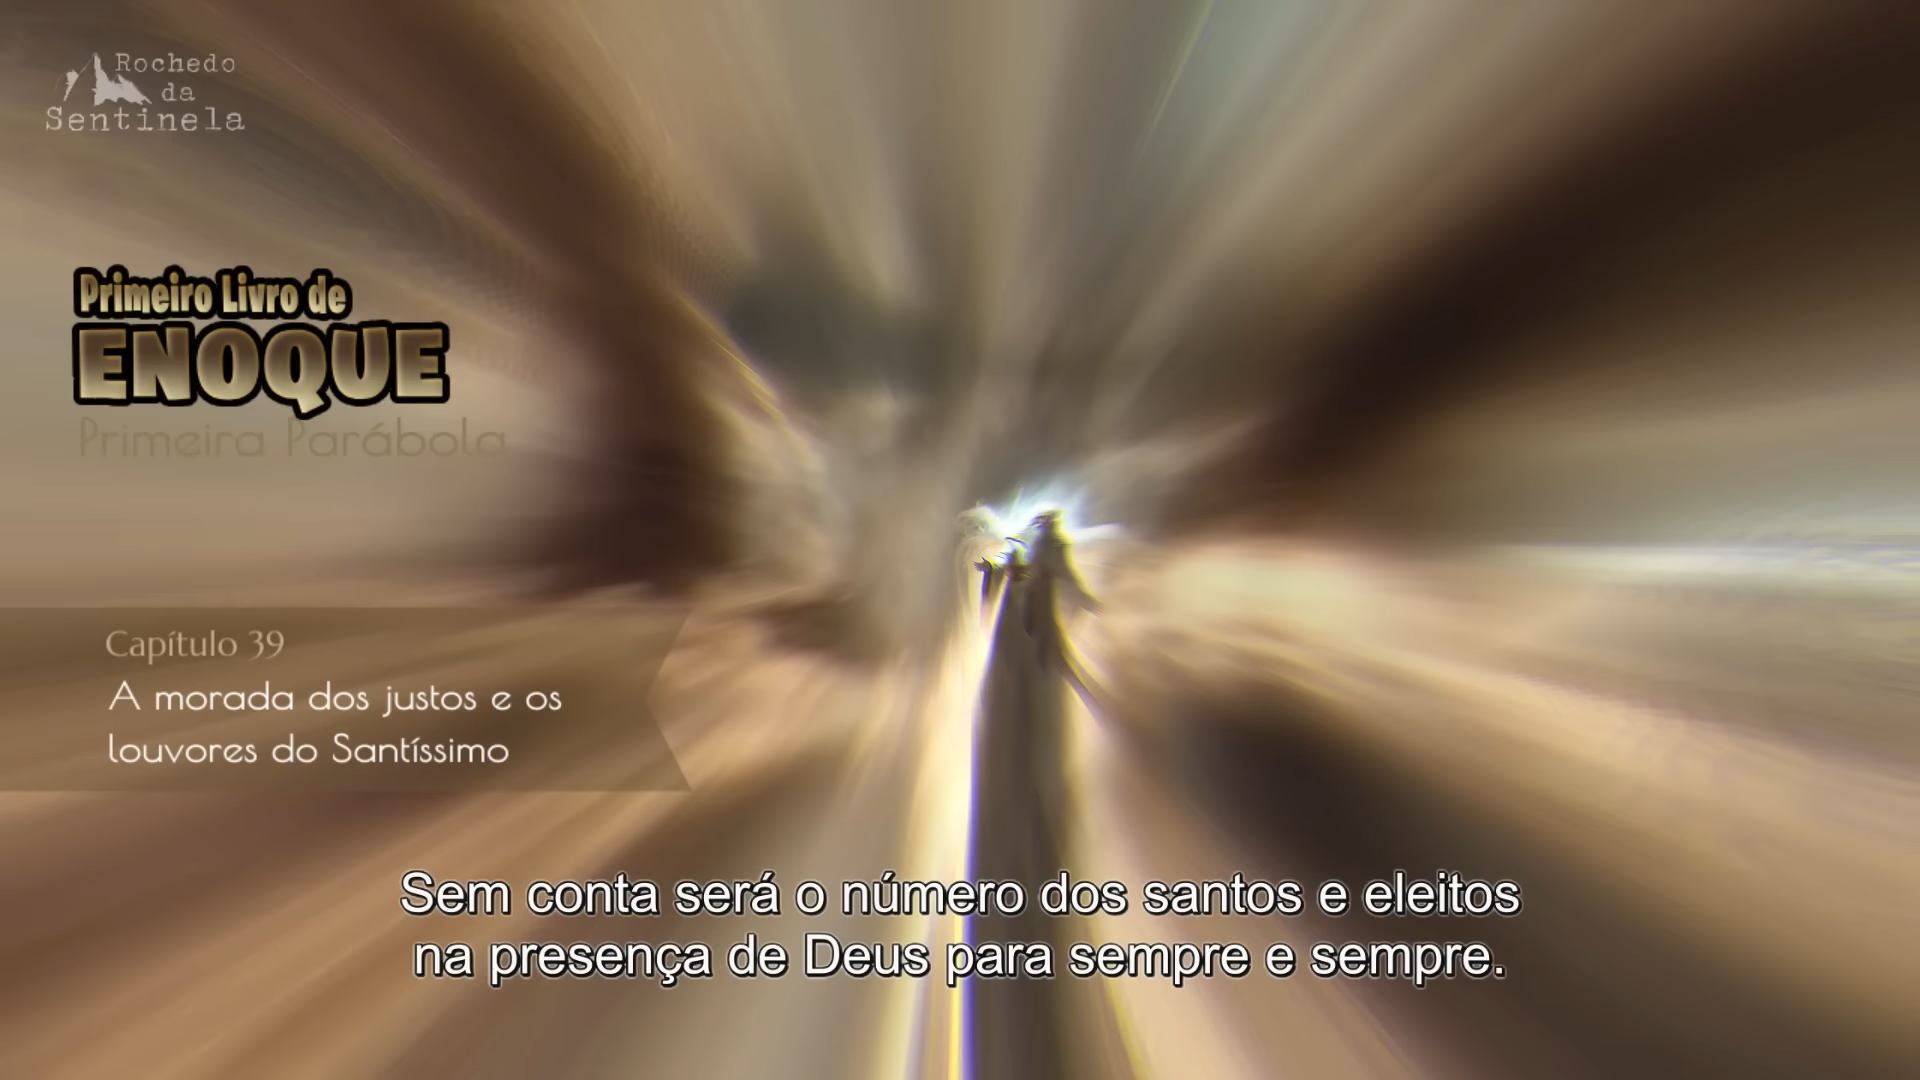 Rochedo
da
Sentinela
Primeiro Livro de
ENOQUE
Primeira Parábola
Capítulo 39
A morada dos justos e os
louvores do Santíssimo
Sem conta será o número dos santos e eleitos
na presença de Deus para sempre e sempre.